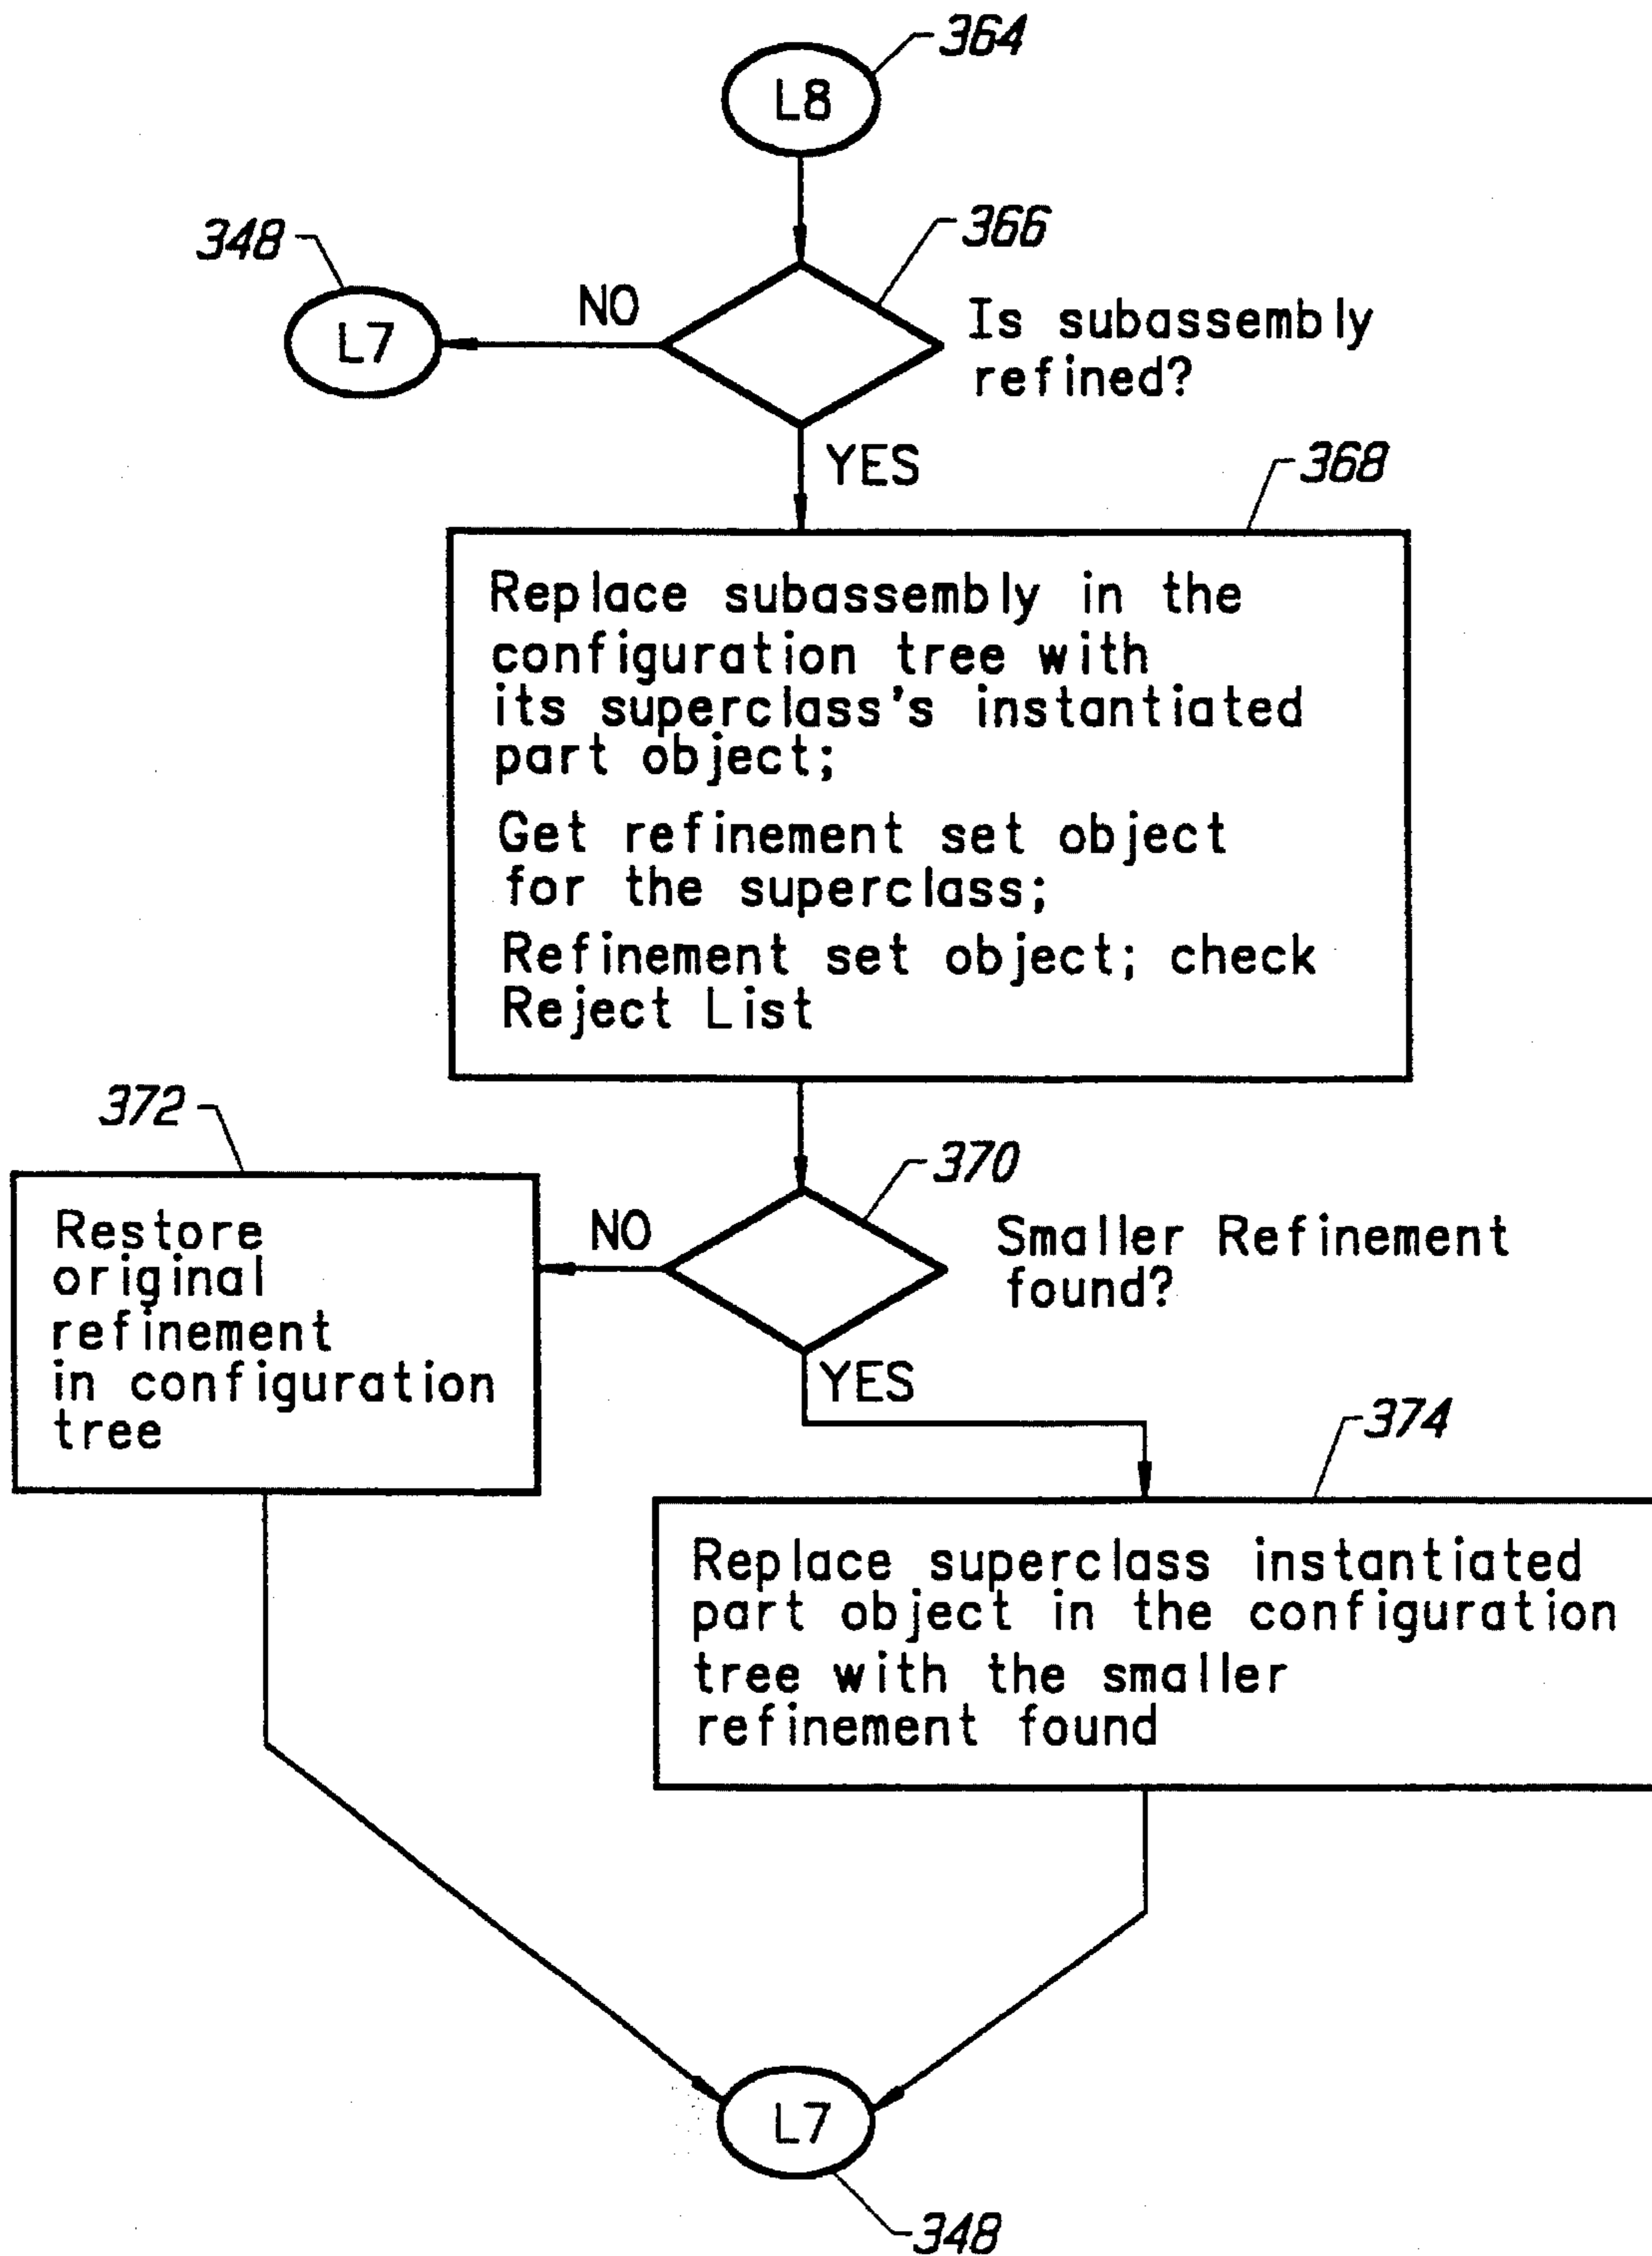 364
L8
366
348
NO
L7
Is subassembly
refined?
YES
368
Replace subassembly in the
configuration tree with
its superclass's instantiated
part object;
Get refinement set object
for the superclass;
Refinement set object; check
Reject List
372
370
NO
Restore
original
refinement
in configuration
tree
Smaller Refinement
found?
YES
374
Replace superclass instantiated
part object in the configuration
tree with the smaller
refinement found
L7
348